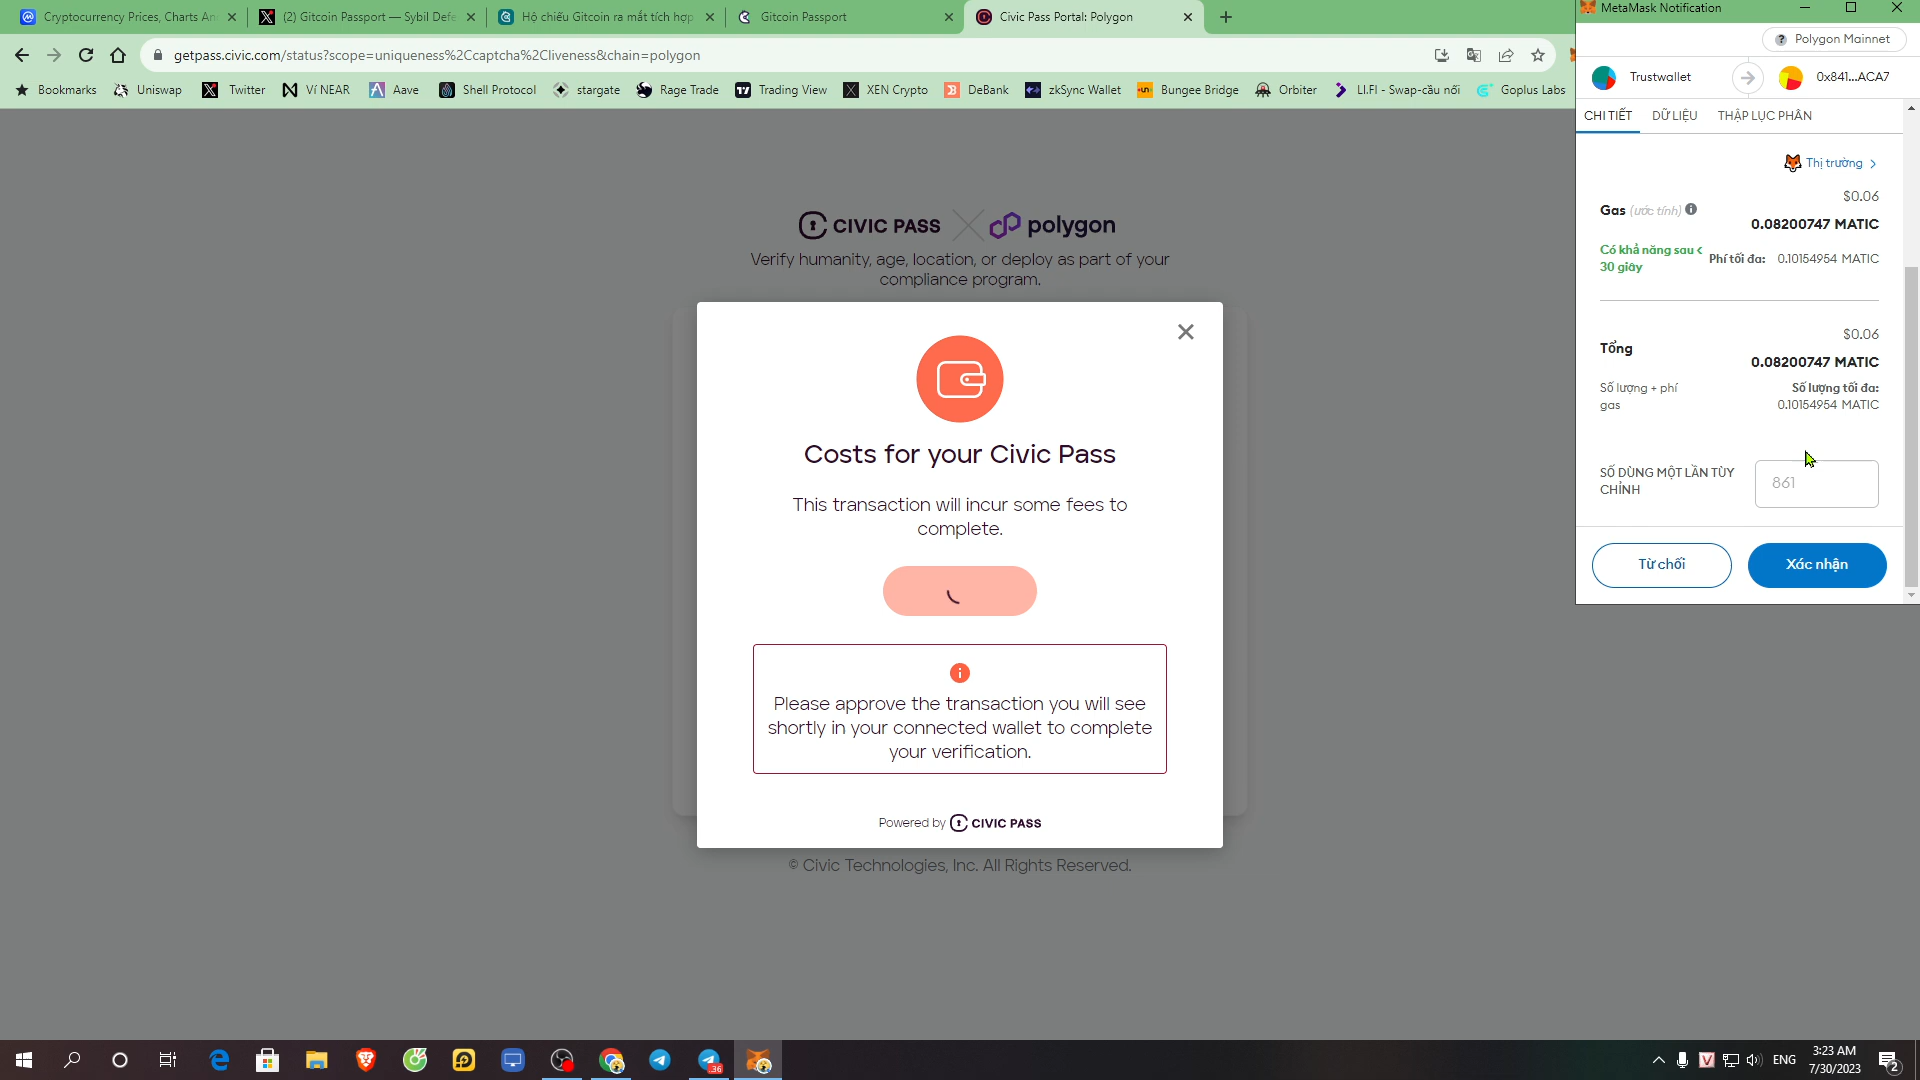 Cryptocurrency Prices, Charts An
(2) Gitcoin Passport — Sybil Defe
Hộ chiếu Gitcoin ra mắt tích hợp
Gitcoin Passport
Civic Pass Portal: Polygon
getpass.civic.com/status?scope=uniqueness%2Ccaptcha%2Cliveness&chain=polygon
Bookmarks
Uniswap
Twitter
Ví NEAR
Aave
Shell Protocol
stargate
Rage Trade
Trading View
XEN Crypto
DeBank
zkSync Wallet
Bungee Bridge
Orbiter
LI.FI - Swap-cầu nối
Goplus Labs
MetaMask Notification
Polygon Mainnet
Trustwallet
0x841...ACA7
CHI TIẾT
DỮ LIỆU
THẬP LỤC PHÂN
Thị trường >
$0.06
Gas (ước tính)
0.08200747 MATIC
Có khả năng sau <
30 giây
Phí tối đa: 0.10154954 MATIC
$0.06
Tổng
0.08200747 MATIC
Số lượng + phí
gas
Số lượng tối đa:
0.10154954 MATIC
SỐ DÙNG MỘT LẦN TÙY
CHỈNH
861
Từ chối
Xác nhận
CIVIC PASS
polygon
Verify humanity, age, location, or deploy as part of your
compliance program.
Costs for your Civic Pass
This transaction will incur some fees to
complete.
Please approve the transaction you will see
shortly in your connected wallet to complete
your verification.
Powered by CIVIC PASS
© Civic Technologies, Inc. All Rights Reserved.
36
ENG
3:23 AM
7/30/2023
2